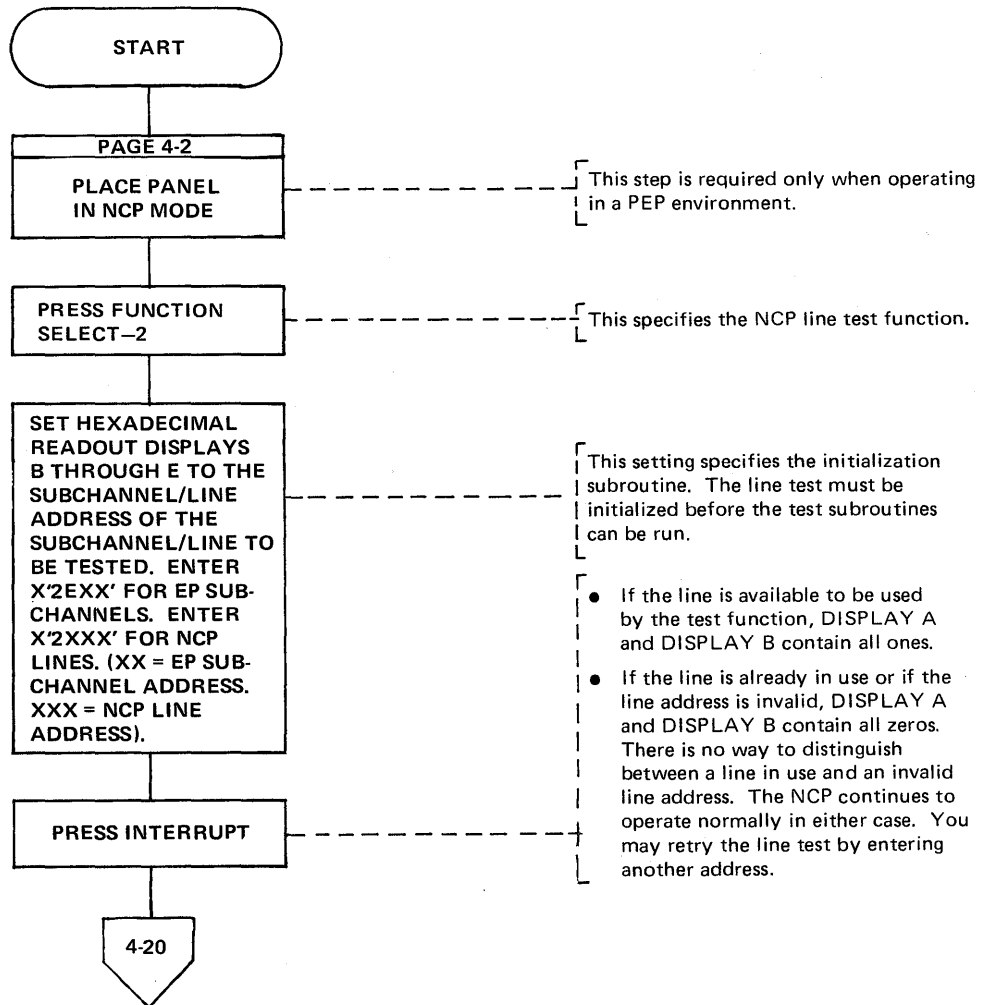 START
PAGE 4-2
PLACE PANEL
IN NCP MODE
This step is required only when operating
in a PEP environment.
PRESS FUNCTION
SELECT—2
This specifies the NCP line test function.
SET HEXADECIMAL
READOUT DISPLAYS
B THROUGH E TO THE
SUBCHANNEL/LINE
ADDRESS OF THE
SUBCHANNEL/LINE TO
BE TESTED. ENTER
X'2EXX' FOR EP SUB-
CHANNELS. ENTER
X'2XXX' FOR NCP
LINES. (XX = EP SUB-
CHANNEL ADDRESS.
XXX = NCP LINE
ADDRESS).
This setting specifies the initialization
subroutine. The line test must be
initialized before the test subroutines
can be run.
PRESS INTERRUPT
● If the line is available to be used
by the test function, DISPLAY A
and DISPLAY B contain all ones.
● If the line is already in use or if the
line address is invalid, DISPLAY A
and DISPLAY B contain all zeros.
There is no way to distinguish
between a line in use and an invalid
line address. The NCP continues to
operate normally in either case. You
may retry the line test by entering
another address.
4-20